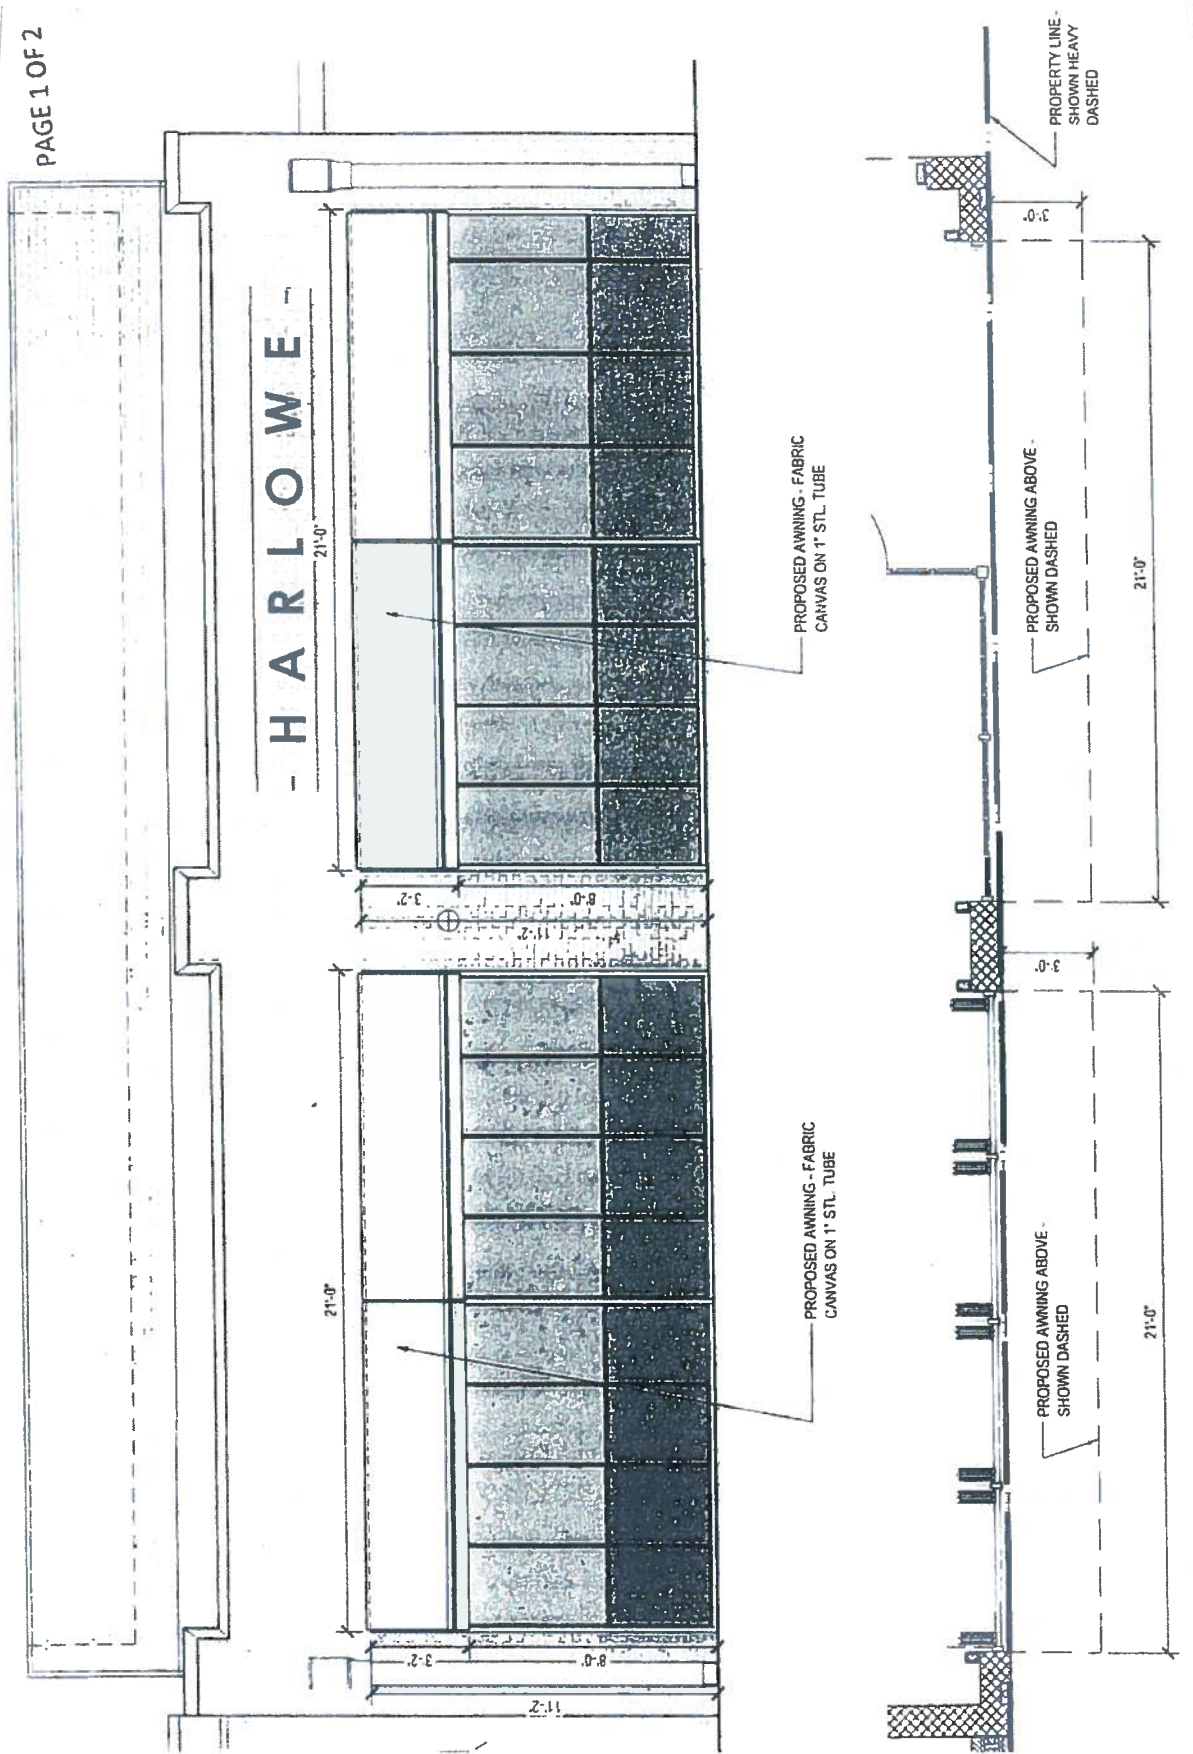 PAGE 1 OF 2
- H A R L O W E -
21'-0"
21'-0"
3'-2"
8'-0"
11'-2"
3'-2"
8'-0"
11'-2"
PROPOSED AWNING - FABRIC
CANVAS ON 1" STL. TUBE
PROPOSED AWNING - FABRIC
CANVAS ON 1" STL. TUBE
PROPERTY LINE -
SHOWN HEAVY
DASHED
3'-0"
3'-0"
PROPOSED AWNING ABOVE -
SHOWN DASHED
PROPOSED AWNING ABOVE -
SHOWN DASHED
21'-0"
21'-0"